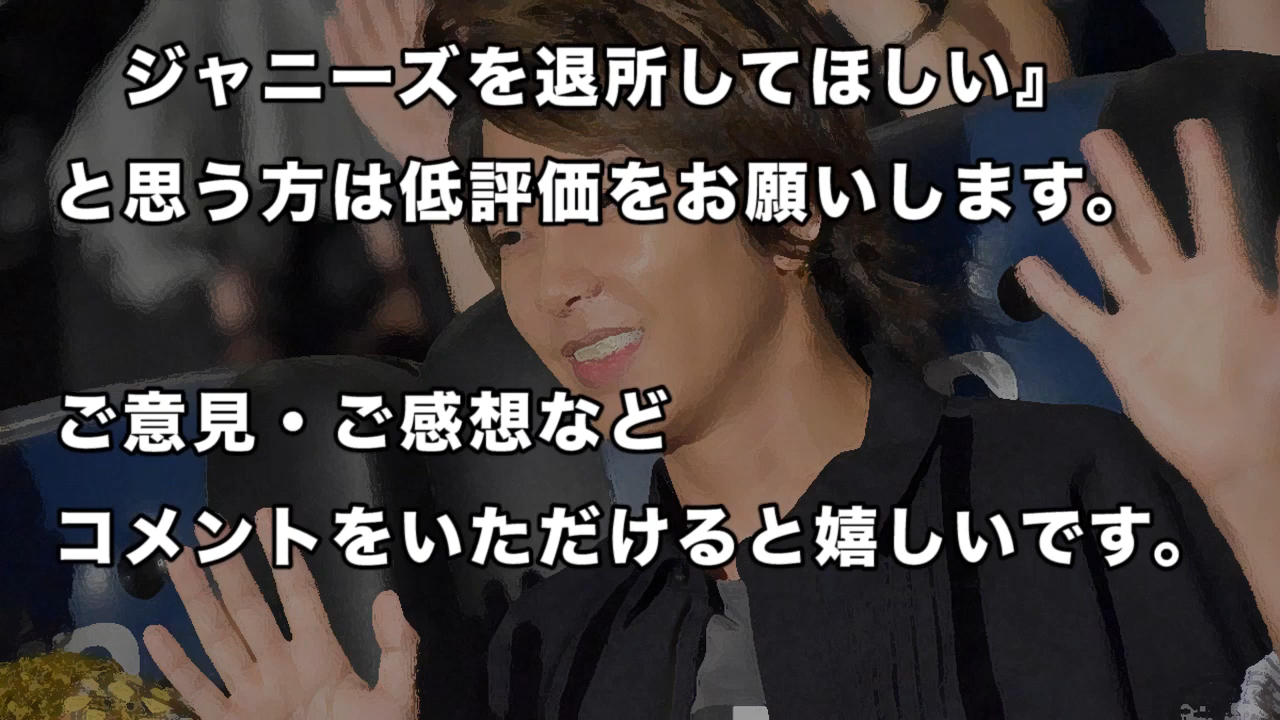 ジャニーズを退所してほしい』
と思う方は低評価をお願いします。
ご意見・ご感想など
コメントをいただけると嬉しいです。